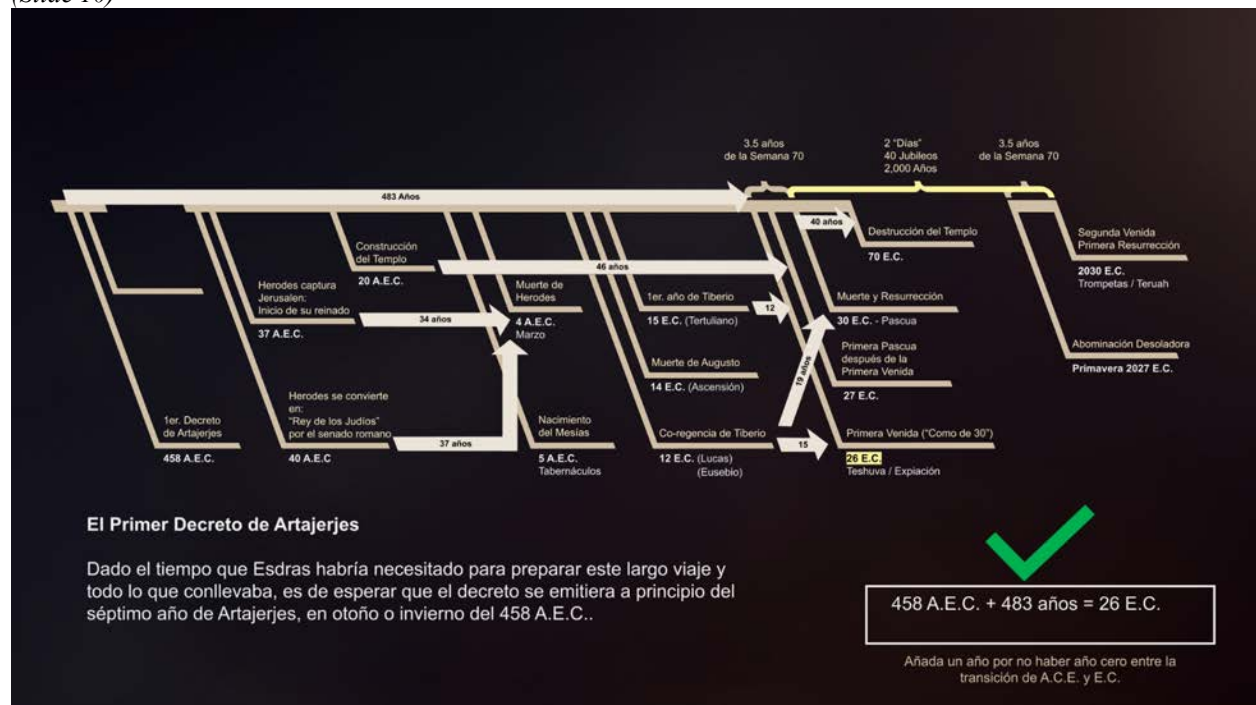 (Slide 10)
3.5 años
de la Semana 70
2 “Días”
40 Jubileos
2,000 Años
3.5 años
de la Semana 70
483 Años
40 años
Destrucción del Templo
70 E.C.
Segunda Venida
Primera Resurrección
2030 E.C.
Trompetas / Teruah
Construcción
del Templo
20 A.E.C.
46 años
Herodes captura
Jerusalen:
Inicio de su reinado
37 A.E.C.
34 años
Muerte de
Herodes
4 A.E.C.
Marzo
1er. año de Tiberio
15 E.C. (Tertuliano)
12
Muerte y Resurrección
30 E.C. - Pascua
Abominación Desoladora
Primavera 2027 E.C.
Muerte de Augusto
14 E.C. (Ascensión)
19 años
Primera Pascua
después de la
Primera Venida
27 E.C.
1er. Decreto
de Artajerjes
458 A.E.C.
Herodes se convierte
en:
“Rey de los Judíos”
por el senado romano
40 A.E.C
37 años
Nacimiento
del Mesías
5 A.E.C.
Tabernáculos
Co-regencia de Tiberio
12 E.C. (Lucas)
(Eusebio)
15
Primera Venida (“Como de 30”)
26 E.C.
Teshuva / Expiación
El Primer Decreto de Artajerjes
Dado el tiempo que Esdras habría necesitado para preparar este largo viaje y
todo lo que conllevaba, es de esperar que el decreto se emitiera a principio del
séptimo año de Artajerjes, en otoño o invierno del 458 A.E.C..
458 A.E.C. + 483 años = 26 E.C.
Añada un año por no haber año cero entre la
transición de A.C.E. y E.C.